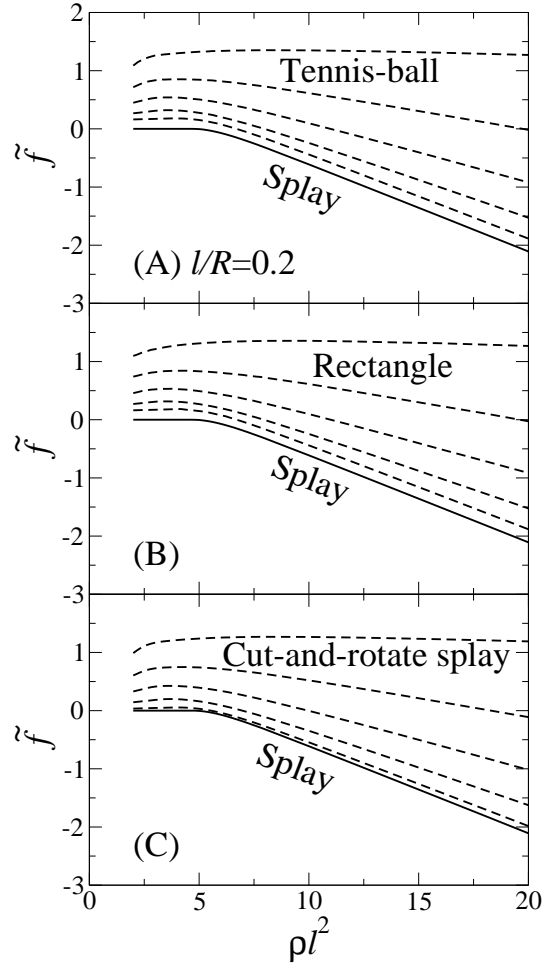 2
1
0
-1
-2
-3
f̃
Tennis-ball
Splay
(A) l/R=0.2
1
0
-1
-2
-3
f̃
Rectangle
Splay
(B)
1
0
-1
-2
-3
f̃
Cut-and-rotate splay
Splay
(C)
0 5 10 15 20
ρl²